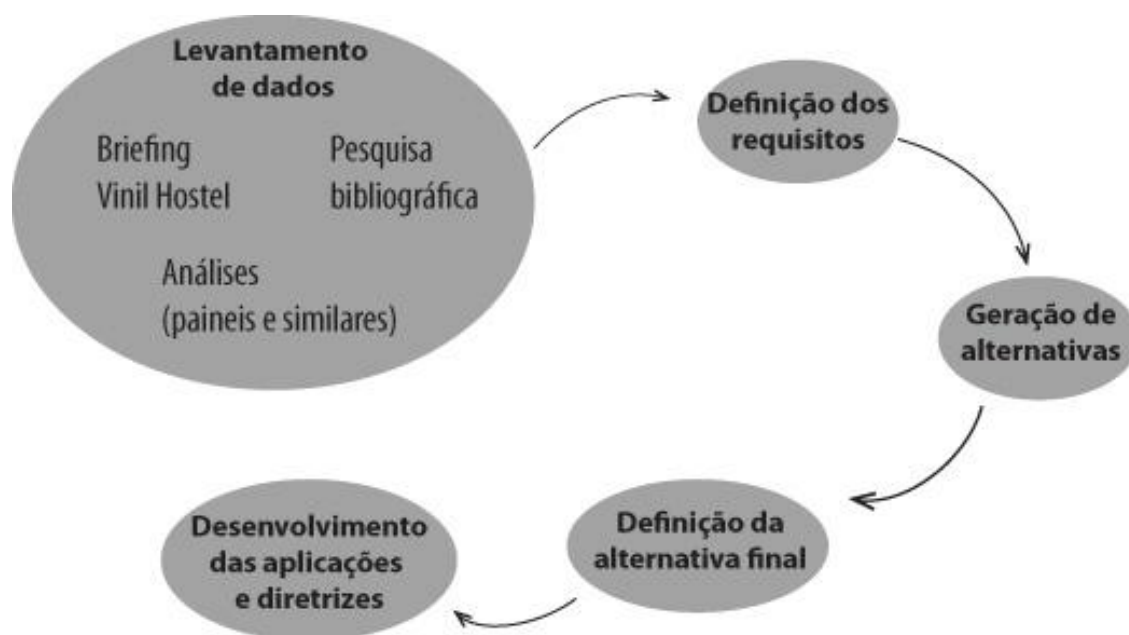 Levantamento
de dados
Briefing
Vinil Hostel
Pesquisa
bibliográfica
Análises
(paineis e similares)
Definição dos
requisitos
Geração de
alternativas
Definição da
alternativa final
Desenvolvimento
das aplicações
e diretrizes